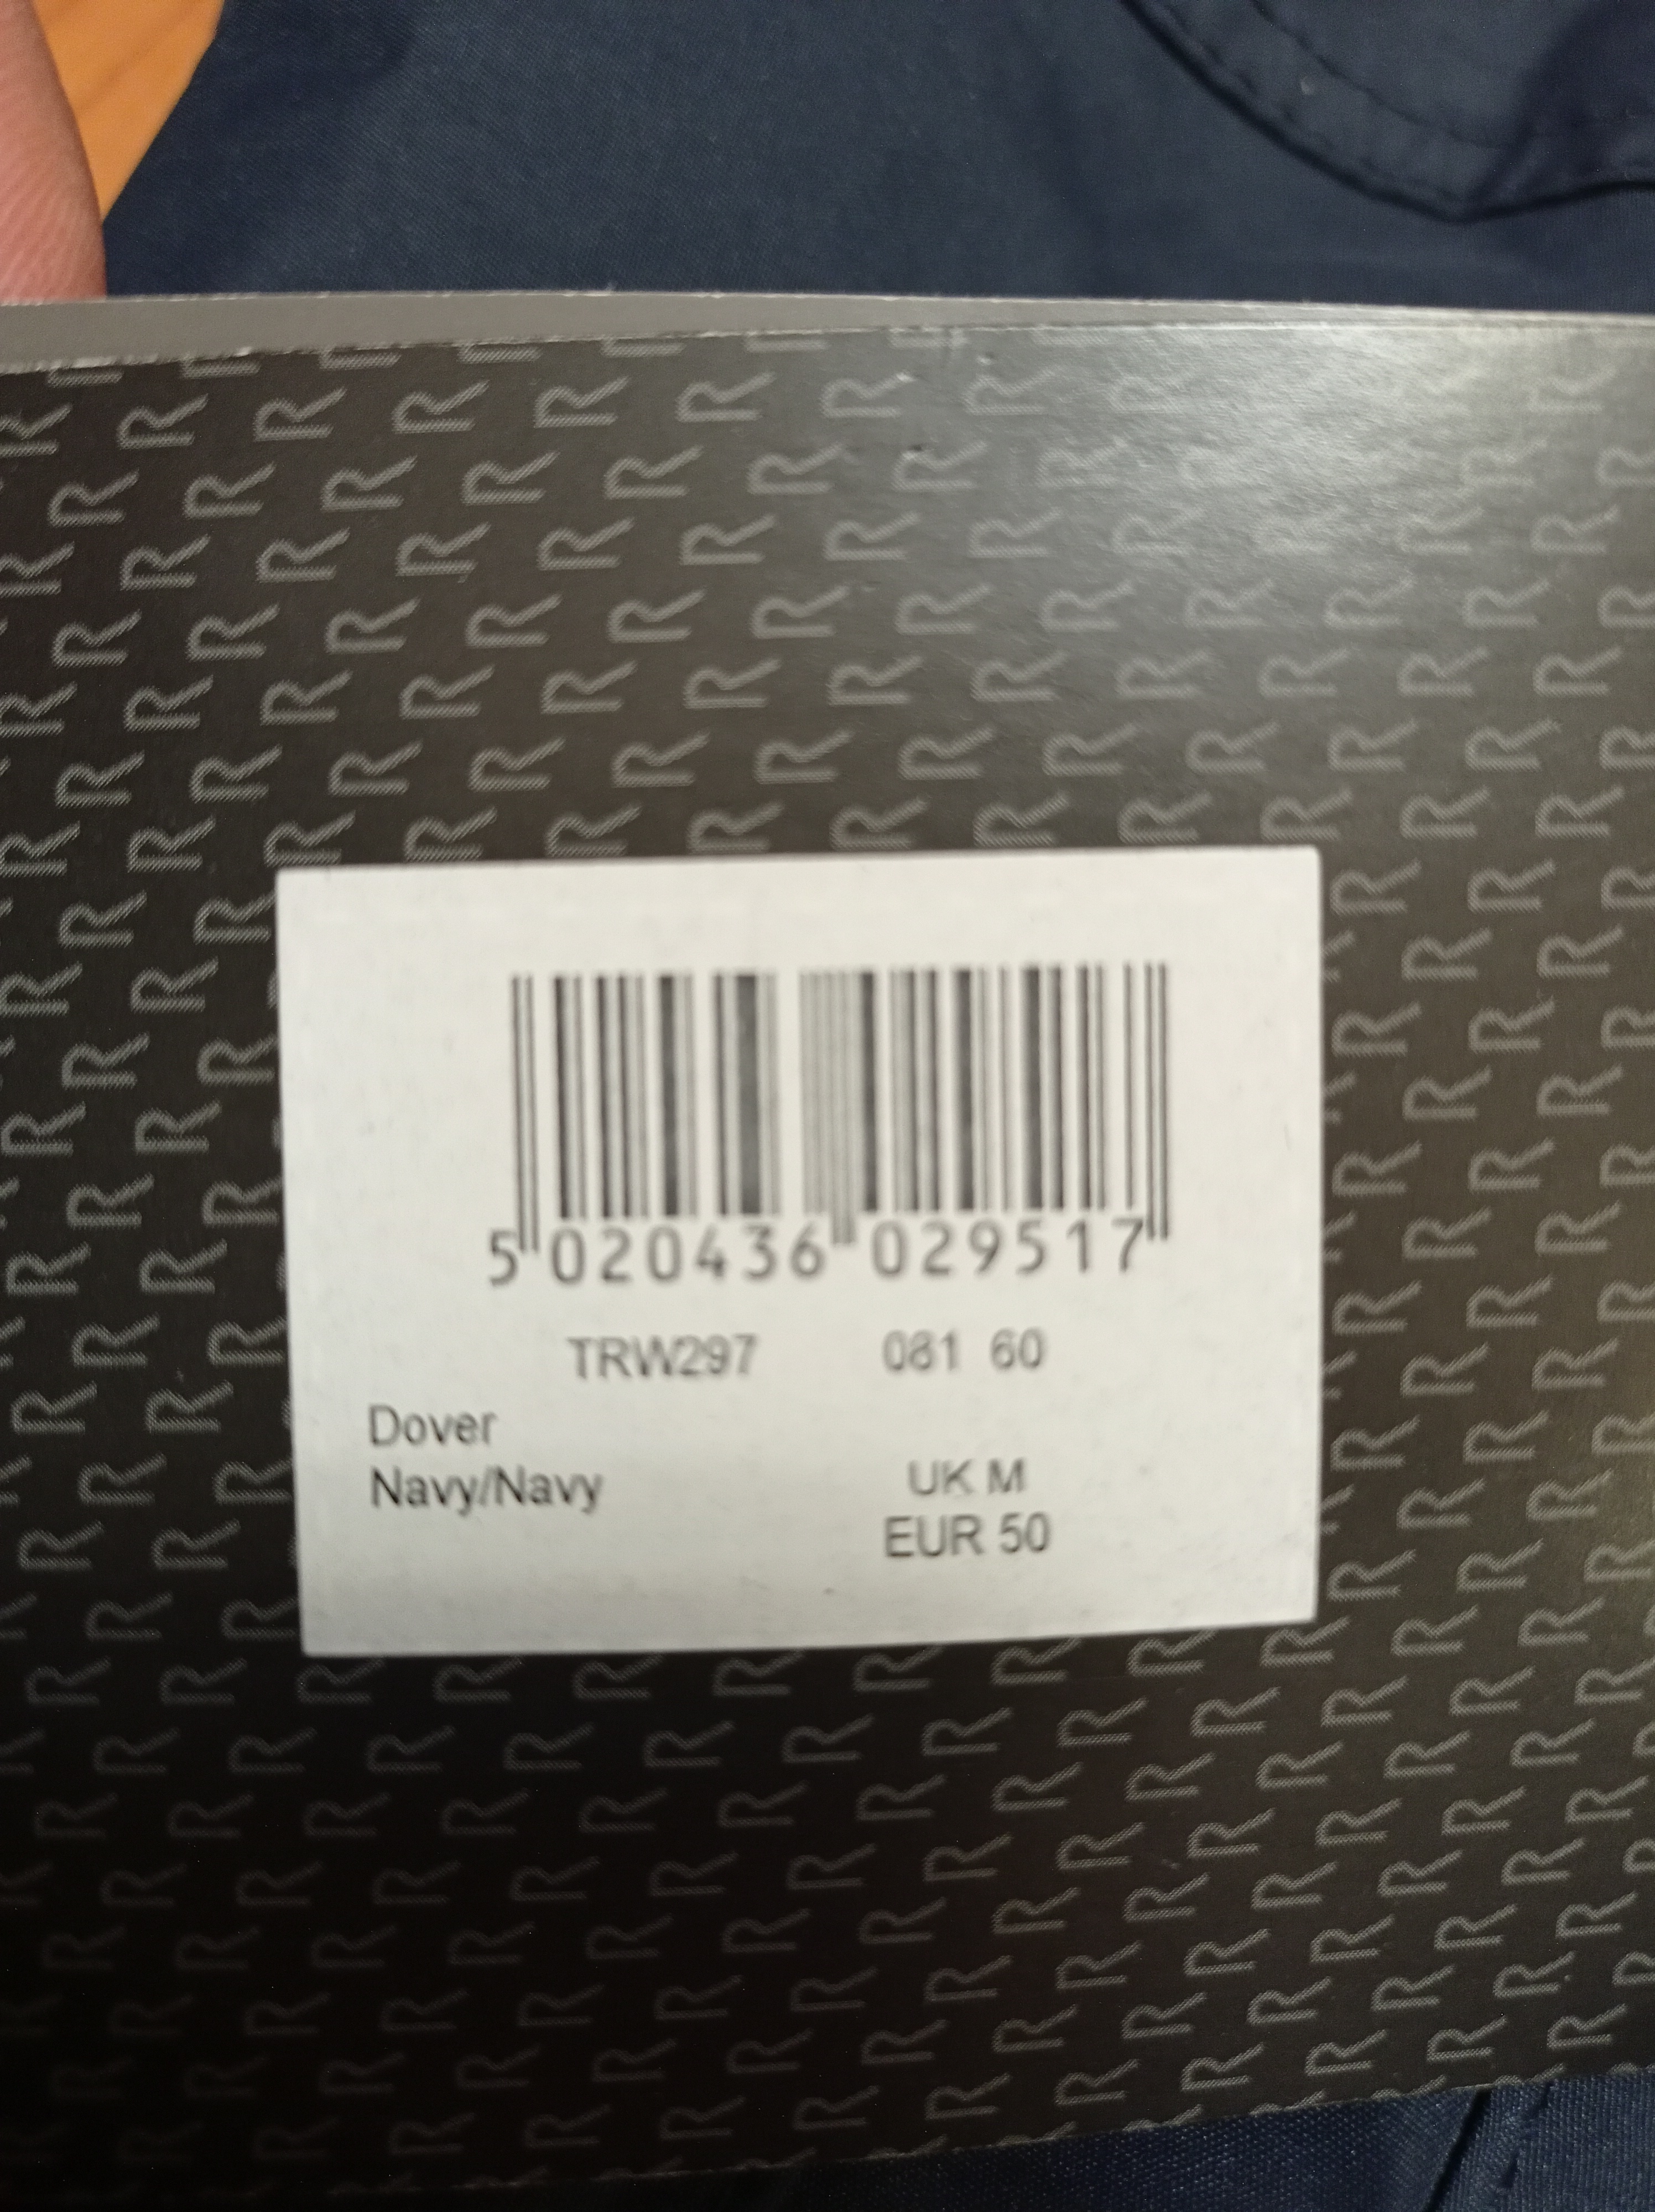 5 020436 029517
TRW297 081 60
Dover
Navy/Navy
UK M
EUR 50